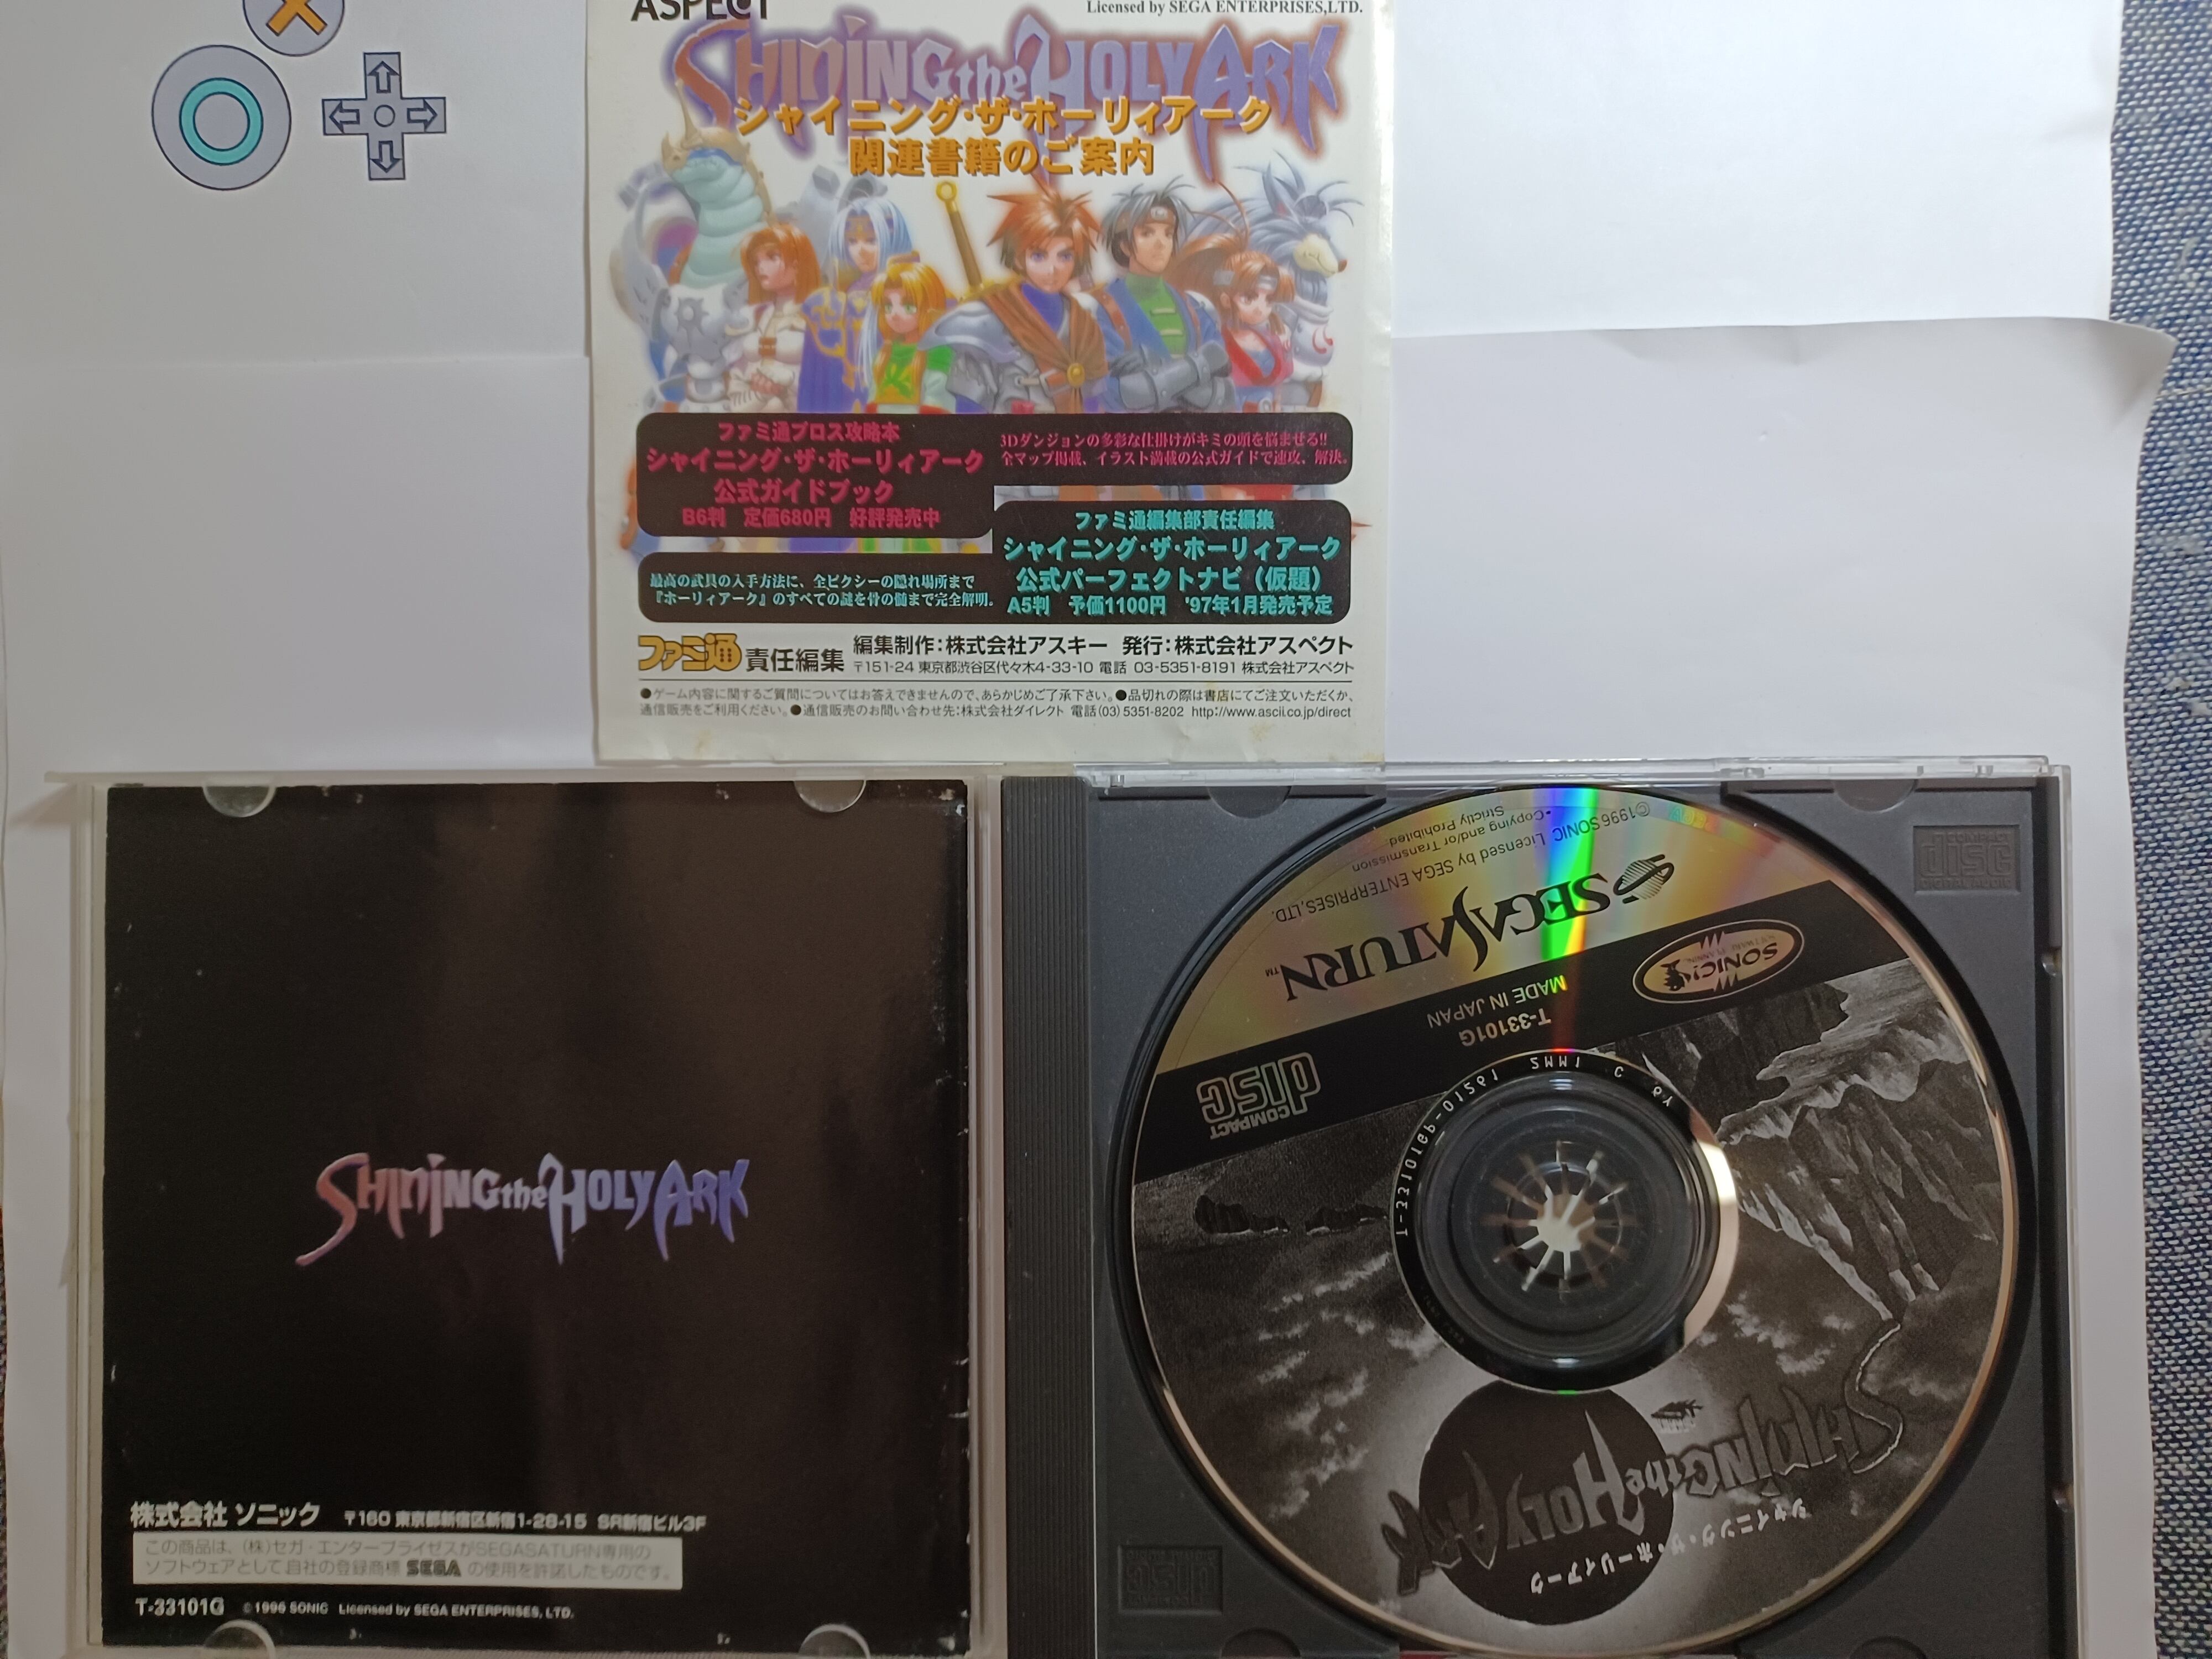 ASPECT
Licensed by SEGA ENTERPRISES,LTD.
SHINING the HOLY ARK
シャイニング・ザ・ホーリィアーク
関連書籍のご案内
ファミ通ブロス攻略本
シャイニング・ザ・ホーリィアーク
公式ガイドブック
B6判 定価680円 好評発売中
3Dダンジョンの多彩な仕掛けがキミの頭を悩ませる!!
全マップ掲載、イラスト満載の公式ガイドで速攻、解決。
ファミ通編集部責任編集
シャイニング・ザ・ホーリィアーク
公式パーフェクトナビ（仮題）
A5判 予価1100円 '97年1月発売予定
最高の武具の入手方法に、全ピクシーの隠れ場所まで
『ホーリィアーク』のすべての謎を骨の髄まで完全解明。
ファミ通 責任編集
編集制作：株式会社アスキー 発行：株式会社アスペクト
〒151-24 東京都渋谷区代々木4-33-10 電話 03-5351-8191 株式会社アスペクト
●ゲーム内容に関するご質問についてはお答えできませんので、あらかじめご了承下さい。●品切れの際は書店にてご注文いただくか、
通信販売をご利用ください。●通信販売のお問い合わせ先：株式会社ダイレクト 電話(03)5351-8202 http://www.ascii.co.jp/direct
SHINING the HOLY ARK
株式会社 ソニック 〒160 東京都新宿区新宿1-28-15 SR新宿ビル3F
この商品は、(株)セガ・エンタープライゼスがSEGASATURN専用の
ソフトウェアとして自社の登録商標 SEGA の使用を許諾したものです。
T-33101G ©1996 SONIC Licensed by SEGA ENTERPRISES, LTD.
シャイニング・ザ・ホーリィアーク
SHINING the HOLY ARK
COMPACT
disc
T-33101G
MADE IN JAPAN
SONIC!
SOFTWARE PLANNING
SEGA SATURN™
©1996 SONIC Licensed by SEGA ENTERPRISES,LTD.
•Copying and/or Transmission
Strictly Prohibited.
COMPACT
disc
DIGITAL AUDIO